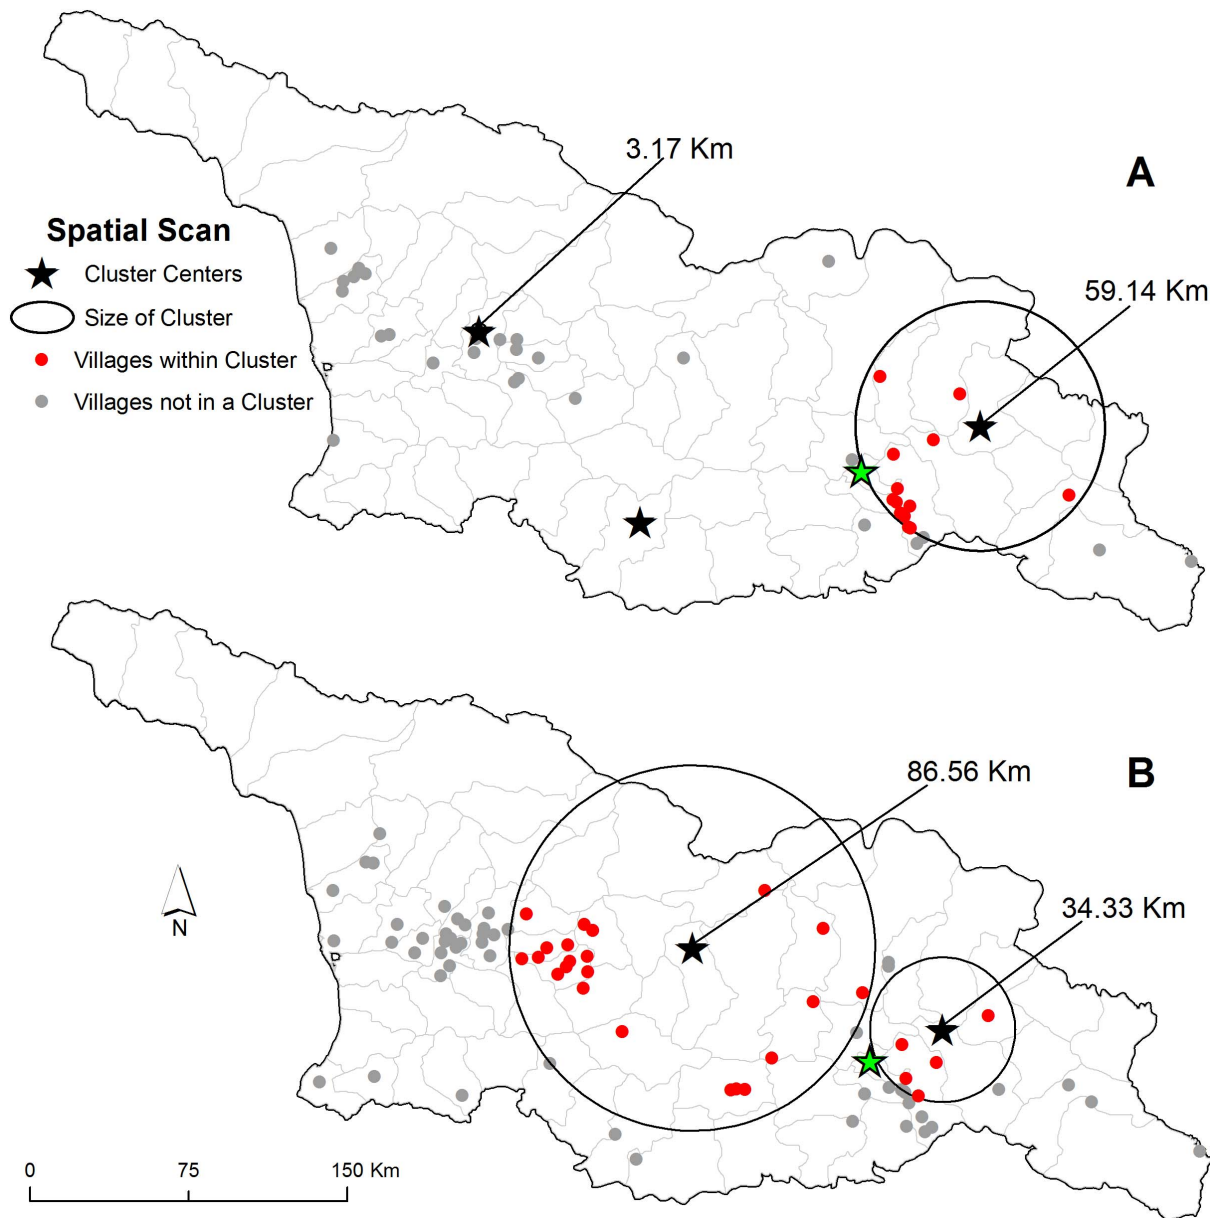 3.17 Km
A
Spatial Scan
Cluster Centers
59.14 Km
Size of Cluster
Villages within Cluster
Villages not in a Cluster
86.56 Km
B
34.33 Km
N
0 75 150 Km